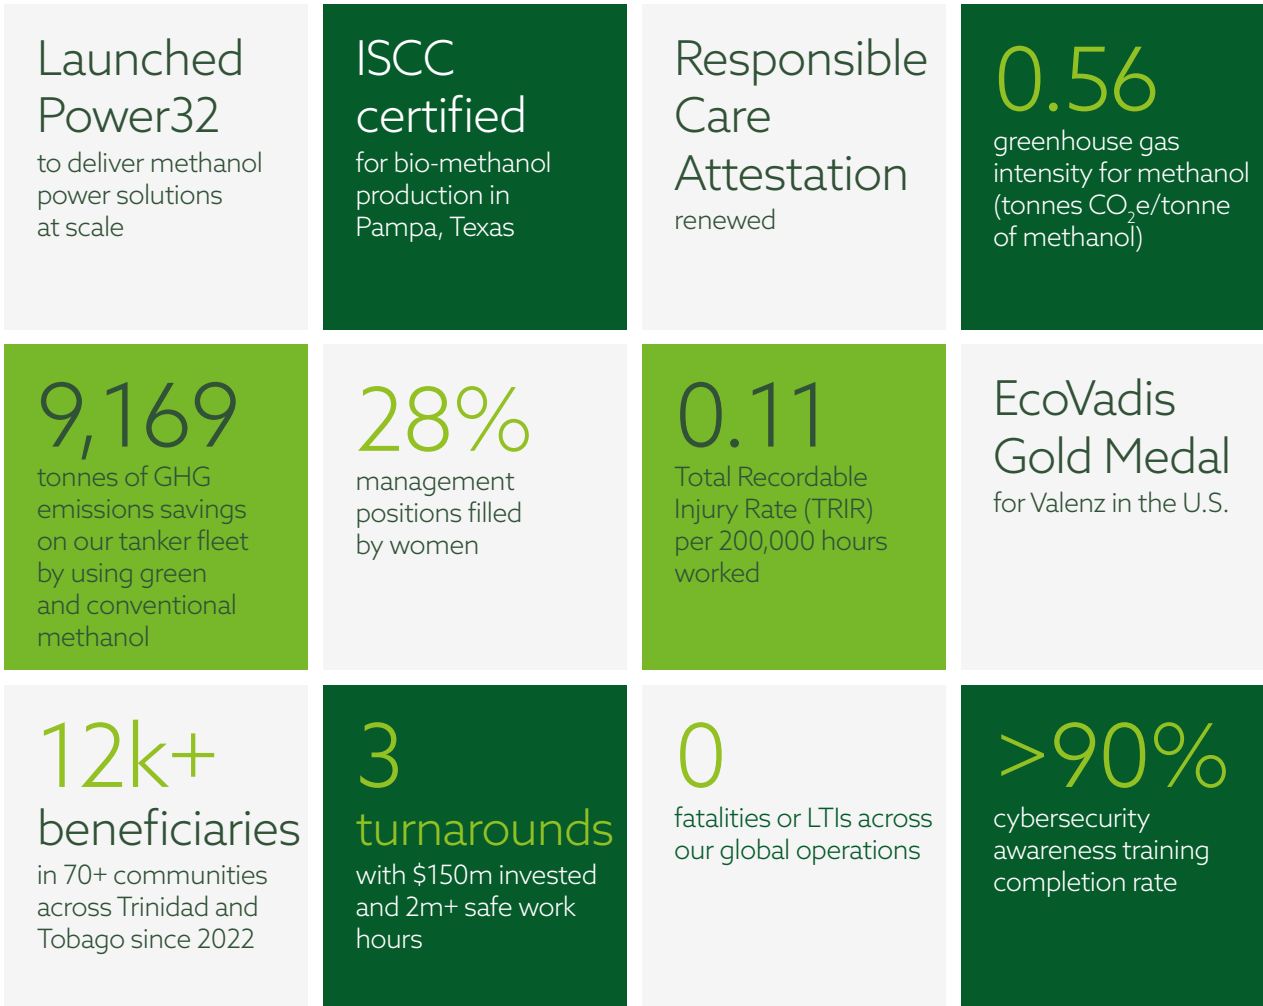 Launched
Power32
to deliver methanol
power solutions
at scale
ISCC
certified
for bio-methanol
production in
Pampa, Texas
Responsible
Care
Attestation
renewed
0.56
greenhouse gas
intensity for methanol
(tonnes CO₂e/tonne
of methanol)
9,169
tonnes of GHG
emissions savings
on our tanker fleet
by using green
and conventional
methanol
28%
management
positions filled
by women
0.11
Total Recordable
Injury Rate (TRIR)
per 200,000 hours
worked
EcoVadis
Gold Medal
for Valenz in the U.S.
12k+
beneficiaries
in 70+ communities
across Trinidad and
Tobago since 2022
3
turnarounds
with $150m invested
and 2m+ safe work
hours
0
fatalities or LTIs across
our global operations
>90%
cybersecurity
awareness training
completion rate